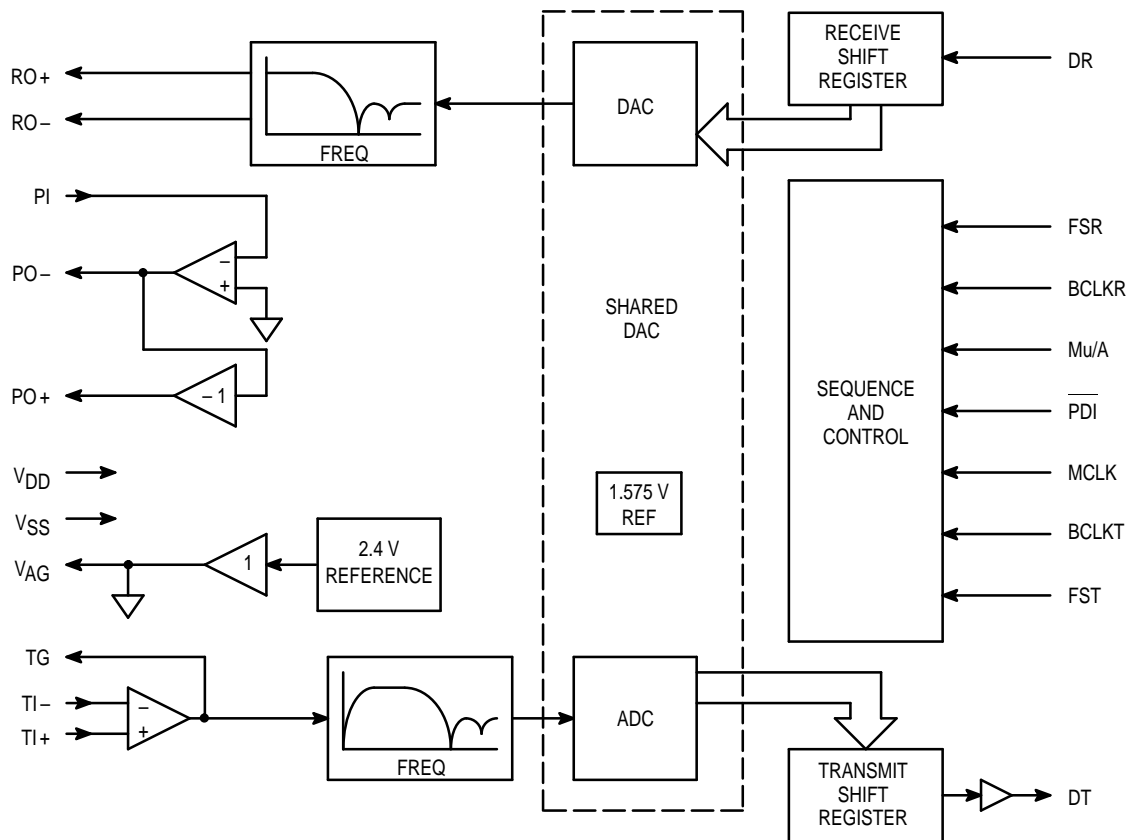 RO+
RO−
FREQ
DAC
RECEIVE
SHIFT
REGISTER
DR
PI
PO−
−
+
PO+
−1
SHARED
DAC
SEQUENCE
AND
CONTROL
FSR
BCLKR
Mu/A
PDI
MCLK
BCLKT
FST
VDD
VSS
VAG
1
2.4 V
REFERENCE
1.575 V
REF
TG
TI−
TI+
−
+
FREQ
ADC
TRANSMIT
SHIFT
REGISTER
DT